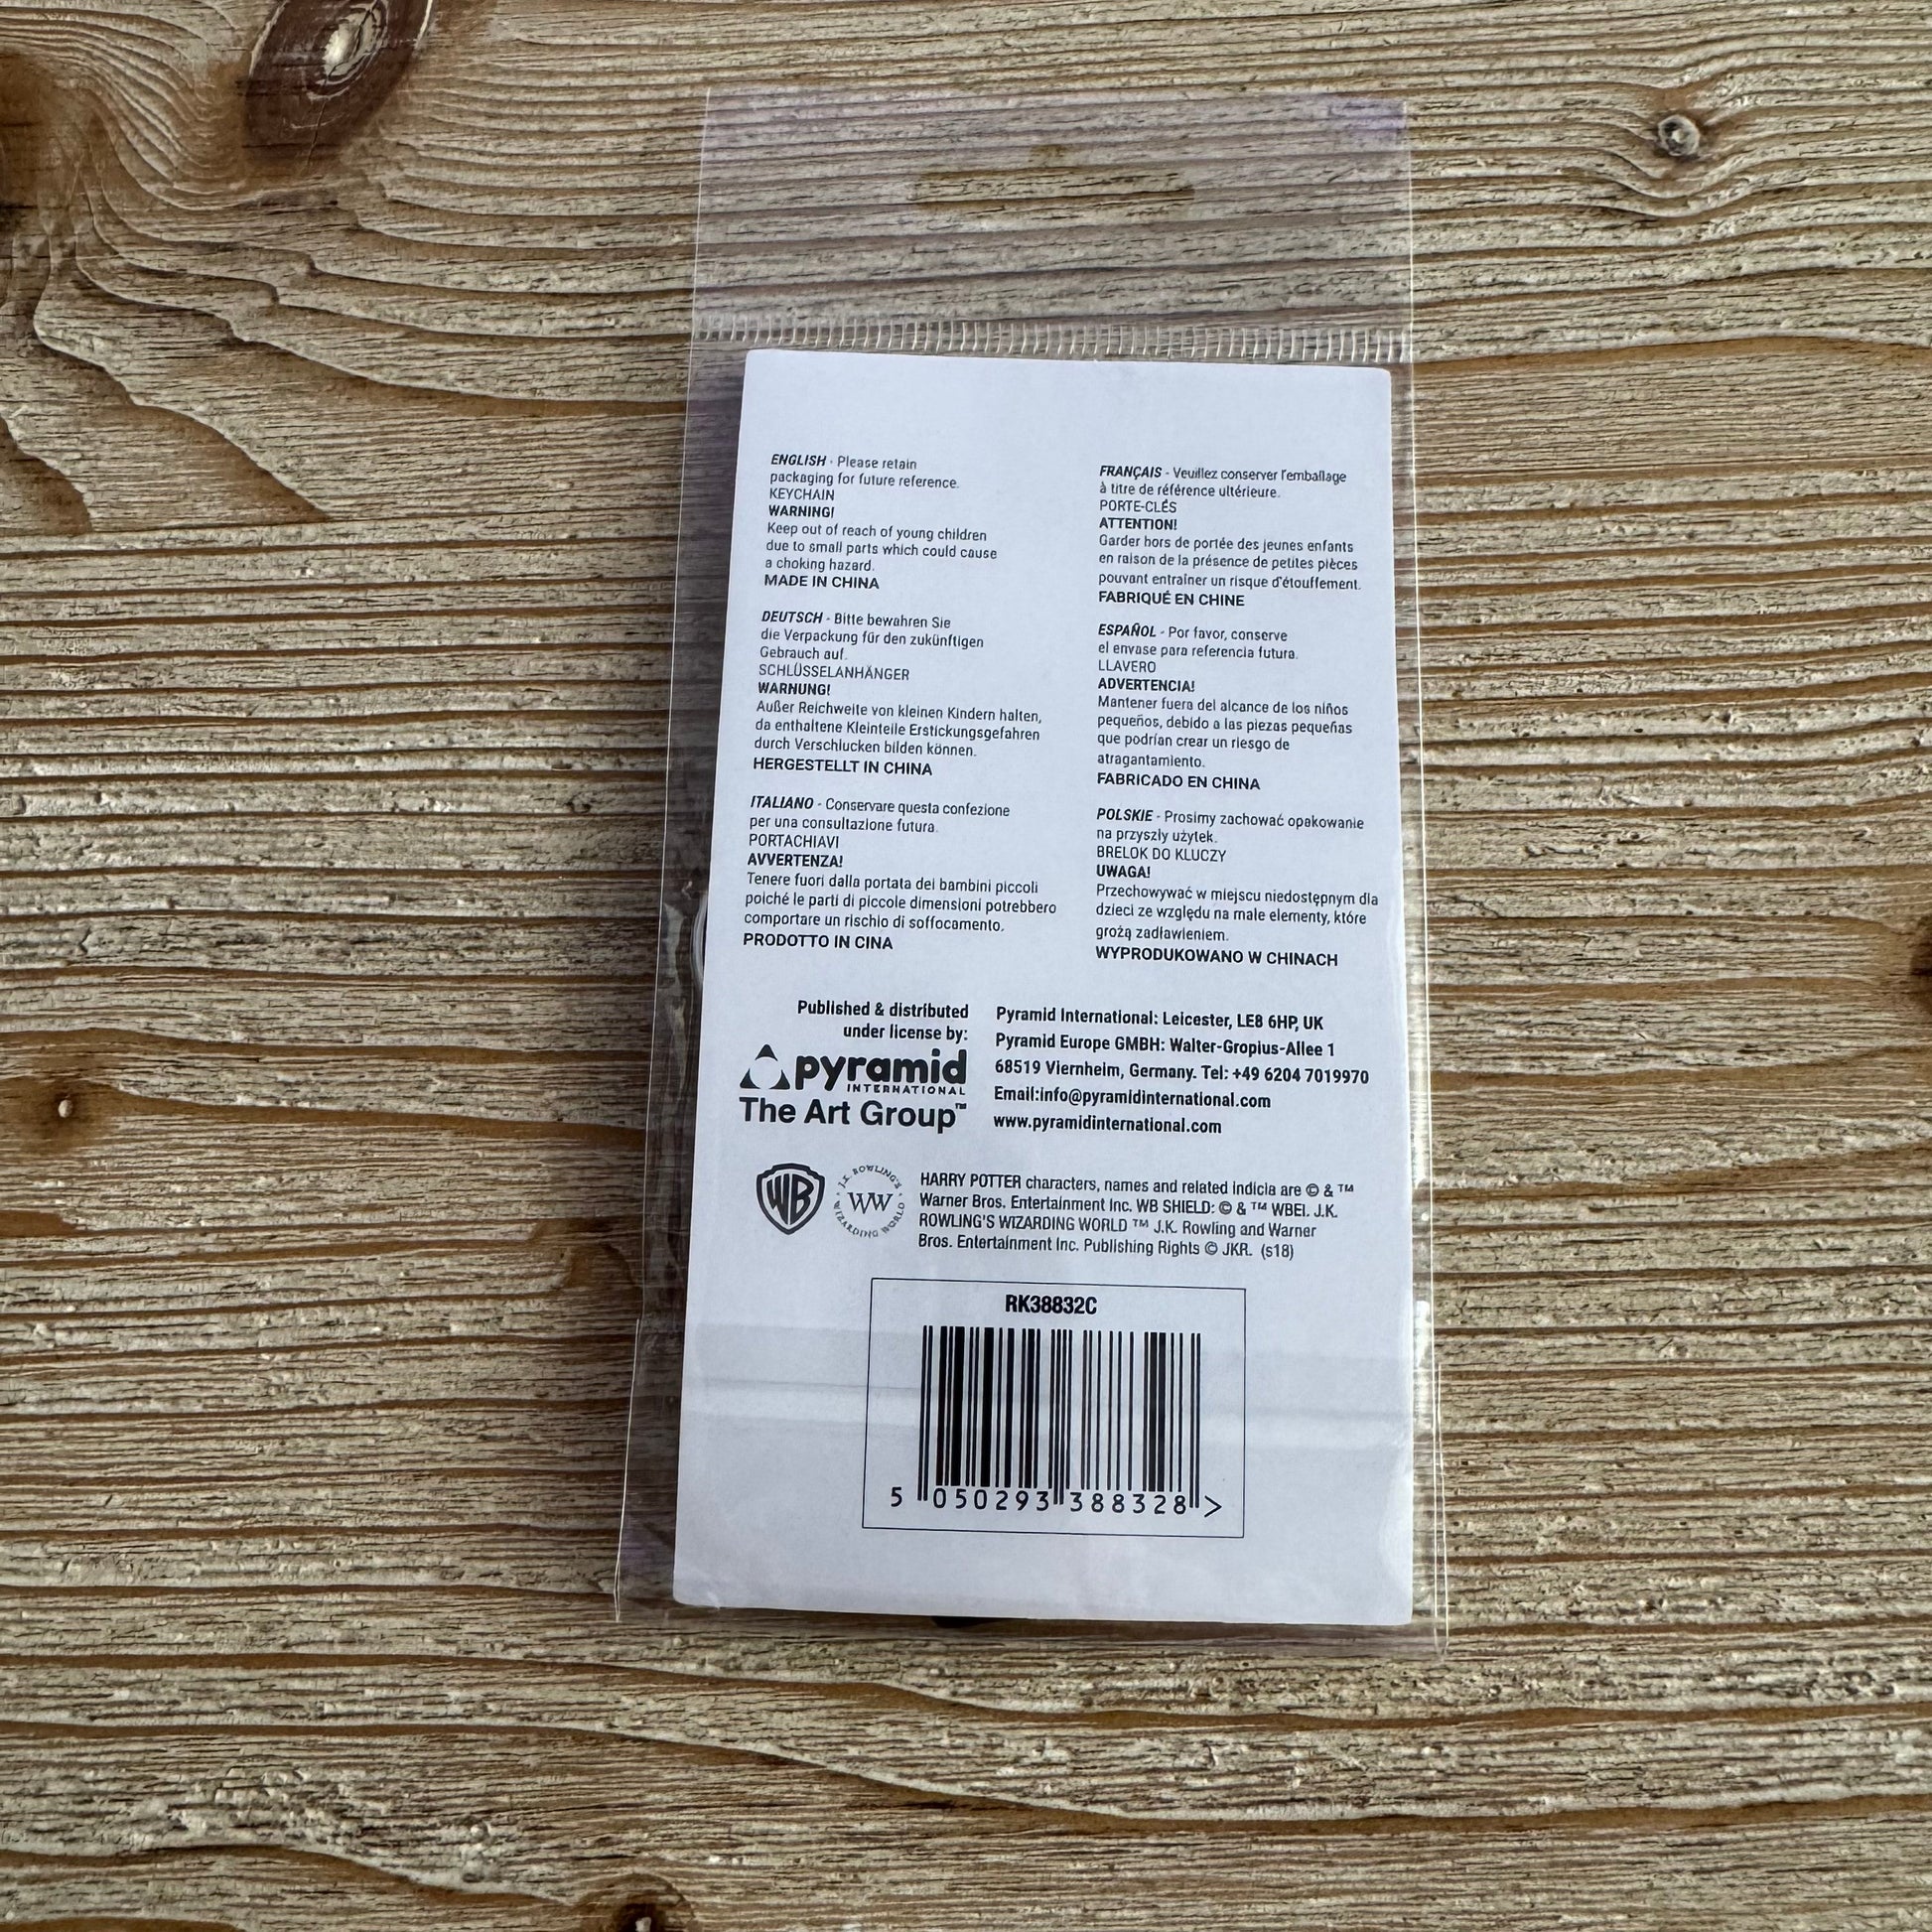 ENGLISH - Please retain
packaging for future reference.
KEYCHAIN
WARNING!
Keep out of reach of young children
due to small parts which could cause
a choking hazard.
MADE IN CHINA
DEUTSCH - Bitte bewahren Sie
die Verpackung für den zukünftigen
Gebrauch auf.
SCHLÜSSELANHÄNGER
WARNUNG!
Außer Reichweite von kleinen Kindern halten,
da enthaltene Kleinteile Erstickungsgefahren
durch Verschlucken bilden können.
HERGESTELLT IN CHINA
ITALIANO - Conservare questa confezione
per una consultazione futura.
PORTACHIAVI
AVVERTENZA!
Tenere fuori dalla portata dei bambini piccoli
poiché le parti di piccole dimensioni potrebbero
comportare un rischio di soffocamento.
PRODOTTO IN CINA
FRANÇAIS - Veuillez conserver l'emballage
à titre de référence ultérieure.
PORTE-CLÉS
ATTENTION!
Garder hors de portée des jeunes enfants
en raison de la présence de petites pièces
pouvant entraîner un risque d'étouffement.
FABRIQUÉ EN CHINE
ESPAÑOL - Por favor, conserve
el envase para referencia futura.
LLAVERO
ADVERTENCIA!
Mantener fuera del alcance de los niños
pequeños, debido a las piezas pequeñas
que podrían crear un riesgo de
atragantamiento.
FABRICADO EN CHINA
POLSKIE - Prosimy zachować opakowanie
na przyszły użytek.
BRELOK DO KLUCZY
UWAGA!
Przechowywać w miejscu niedostępnym dla
dzieci ze względu na małe elementy, które
grożą zadławieniem.
WYPRODUKOWANO W CHINACH
Published & distributed
under license by:
pyramid
INTERNATIONAL
The Art Group™
Pyramid International: Leicester, LE8 6HP, UK
Pyramid Europe GMBH: Walter-Gropius-Allee 1
68519 Viernheim, Germany. Tel: +49 6204 7019970
Email:info@pyramidinternational.com
www.pyramidinternational.com
WB
J.K. ROWLING'S
WW
WIZARDING WORLD
HARRY POTTER characters, names and related indicia are © & ™
Warner Bros. Entertainment Inc. WB SHIELD: © & ™ WBEI. J.K.
ROWLING'S WIZARDING WORLD ™ J.K. Rowling and Warner
Bros. Entertainment Inc. Publishing Rights © JKR. (s18)
RK38832C
5 050293 388328 >